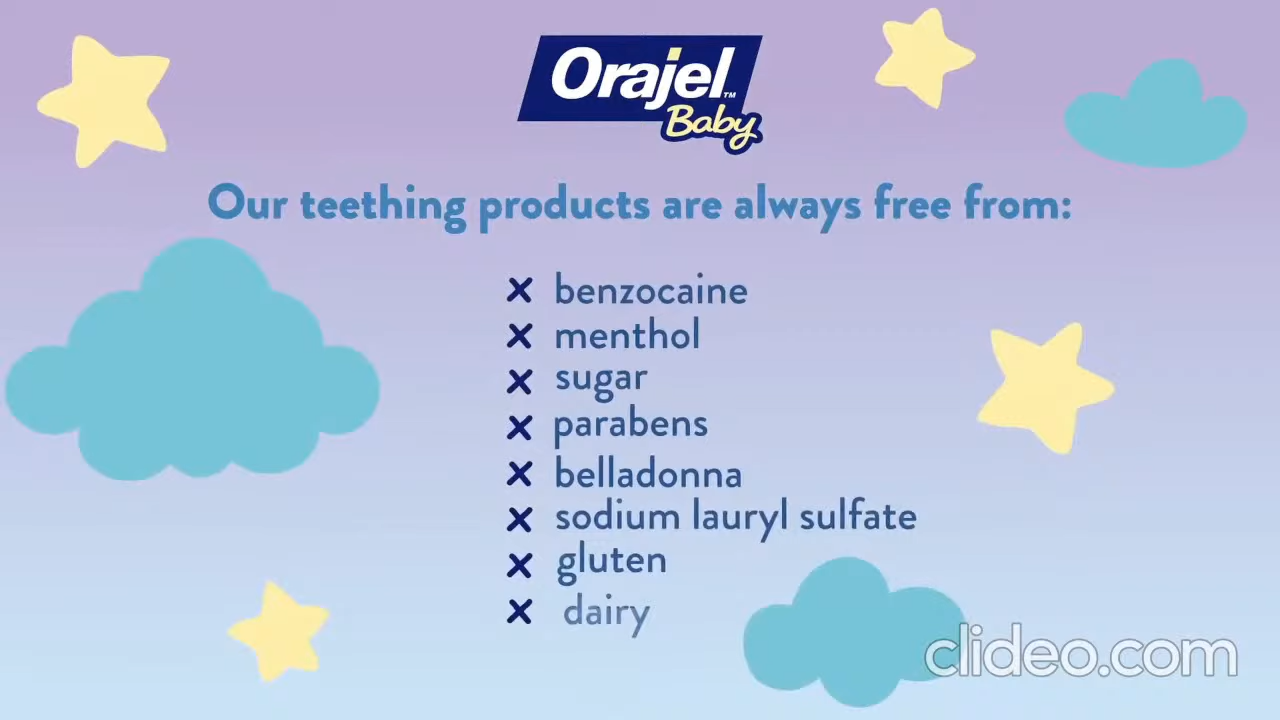 Orajel™
Baby
Our teething products are always free from:
× benzocaine
× menthol
× sugar
× parabens
× belladonna
× sodium lauryl sulfate
× gluten
× dairy
clideo.com